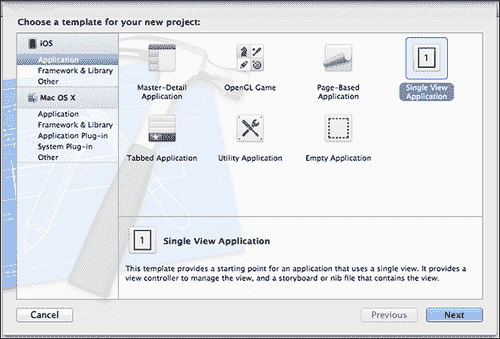 Choose a template for your new project:
iOS
Application
Framework & Library
Other
Mac OS X
Application
Framework & Library
Application Plug-in
System Plug-in
Other
Master-Detail
Application
OpenGL Game
Page-Based
Application
1
Single View
Application
Tabbed Application
Utility Application
Empty Application
1
Single View Application
This template provides a starting point for an application that uses a single view. It provides a
view controller to manage the view, and a storyboard or nib file that contains the view.
Cancel
Previous
Next